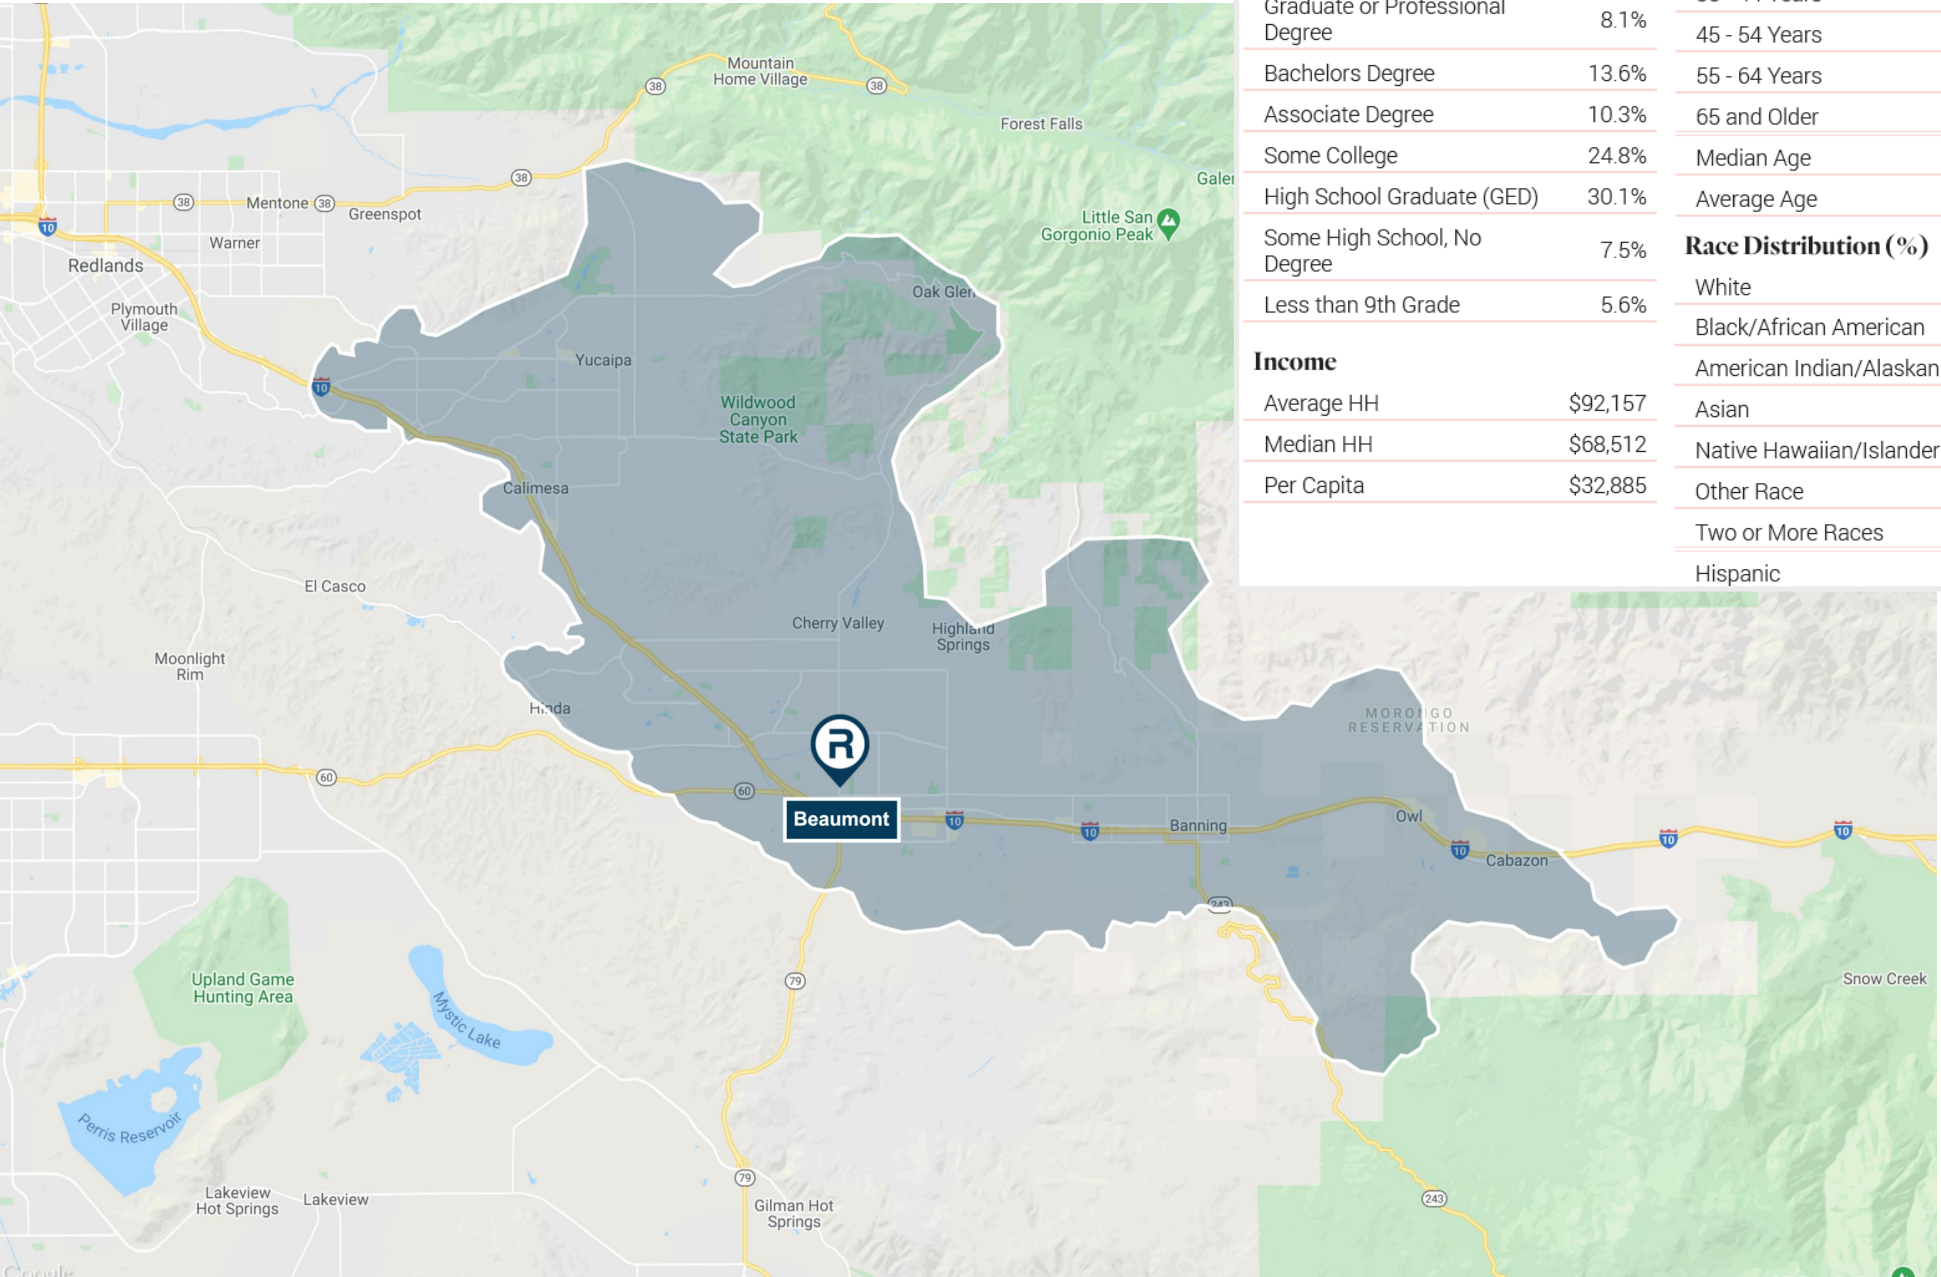 Mountain
Home Village
38
38
Forest Falls
38
38
Mentone
38
Greenspot
10
Warner
Redlands
Little San
Gorgonio Peak
Plymouth
Village
Oak Glen
Yucaipa
10
Wildwood
Canyon
State Park
Calimesa
El Casco
Cherry Valley
Highland
Springs
Moonlight
Rim
Hinda
MORONGO
RESERVATION
R
60
60
Beaumont
10
10
Banning
Owl
10
Cabazon
10
10
243
79
Upland Game
Hunting Area
Mystic Lake
Snow Creek
Perris Reservoir
79
Lakeview
Hot Springs
Lakeview
Gilman Hot
Springs
243
Google
Graduate or Professional
Degree 8.1%
Bachelors Degree 13.6%
Associate Degree 10.3%
Some College 24.8%
High School Graduate (GED) 30.1%
Some High School, No
Degree 7.5%
Less than 9th Grade 5.6%
Income
Average HH $92,157
Median HH $68,512
Per Capita $32,885
45 - 54 Years
55 - 64 Years
65 and Older
Median Age
Average Age
Race Distribution (%)
White
Black/African American
American Indian/Alaskan
Asian
Native Hawaiian/Islander
Other Race
Two or More Races
Hispanic